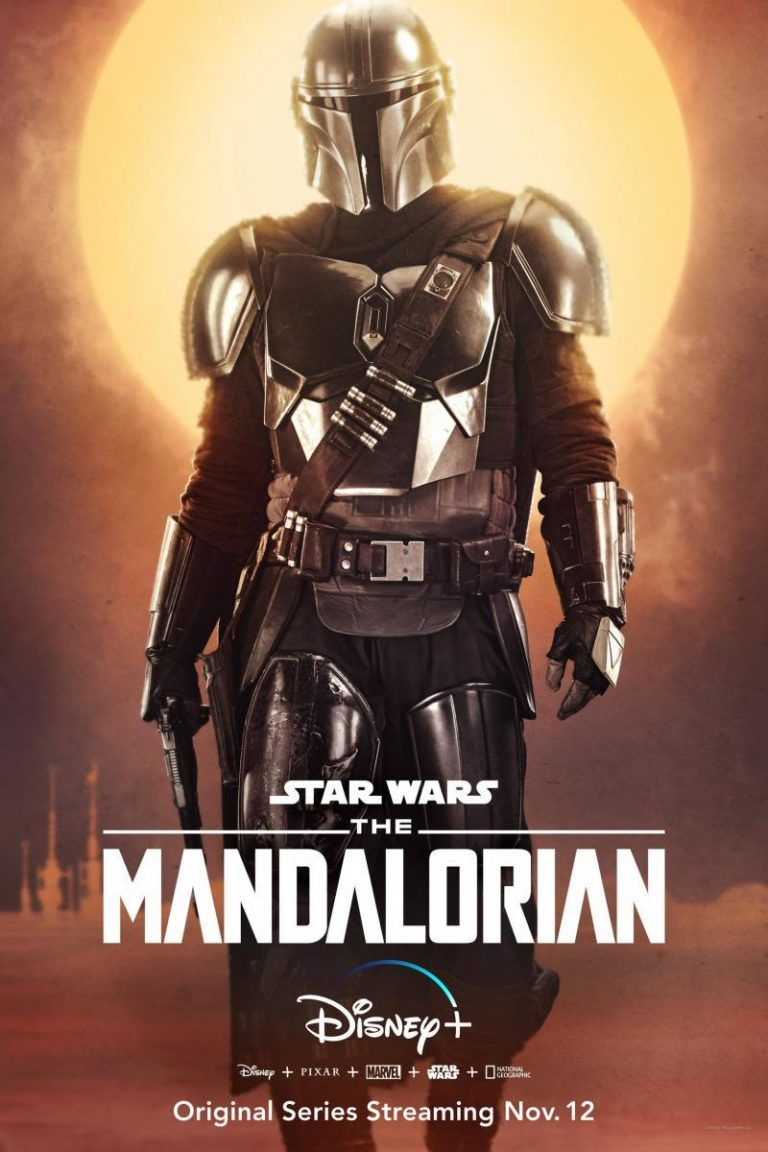 STAR WARS
THE
MANDALORIAN
Disney+
Disney + PIXAR + MARVEL + STAR WARS + NATIONAL GEOGRAPHIC
Original Series Streaming Nov. 12